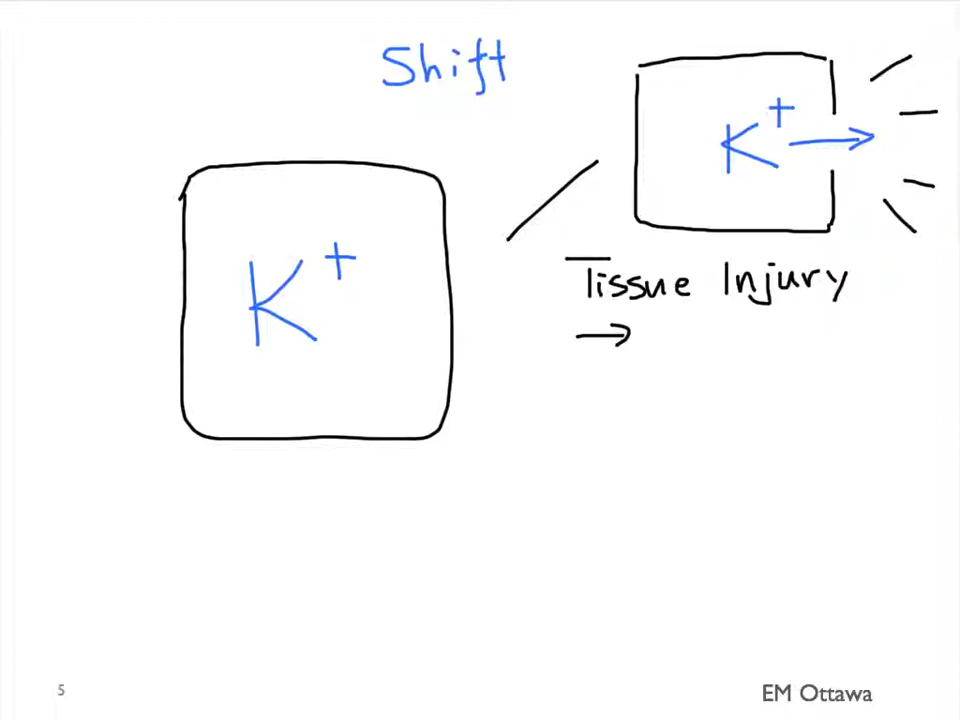 Shift
K+
K+ →
Tissue Injury
→
5
EM Ottawa